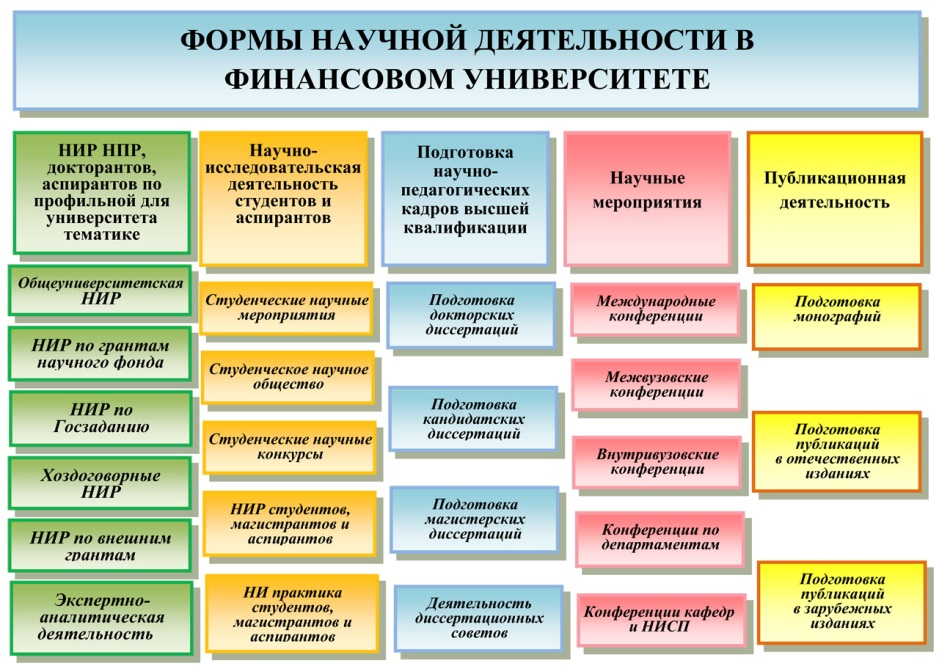 ФОРМЫ НАУЧНОЙ ДЕЯТЕЛЬНОСТИ В
ФИНАНСОВОМ УНИВЕРСИТЕТЕ
НИР НПР,
докторантов,
аспирантов по
профильной для
университета
тематике
Общеуниверситетская
НИР
НИР по грантам
научного фонда
НИР по
Госзаданию
Хоздоговорные
НИР
НИР по внешним
грантам
Экспертно-
аналитическая
деятельность
Научно-
исследовательская
деятельность
студентов и
аспирантов
Студенческие научные
мероприятия
Студенческое научное
общество
Студенческие научные
конкурсы
НИР студентов,
магистрантов и
аспирантов
НИ практика
студентов,
магистрантов и
аспирантов
Подготовка
научно-
педагогических
кадров высшей
квалификации
Подготовка
докторских
диссертаций
Подготовка
кандидатских
диссертаций
Подготовка
магистерских
диссертаций
Деятельность
диссертационных
советов
Научные
мероприятия
Международные
конференции
Межвузовские
конференции
Внутривузовские
конференции
Конференции по
департаментам
Конференции кафедр
и НИСП
Публикационная
деятельность
Подготовка
монографий
Подготовка
публикаций
в отечественных
изданиях
Подготовка
публикаций
в зарубежных
изданиях